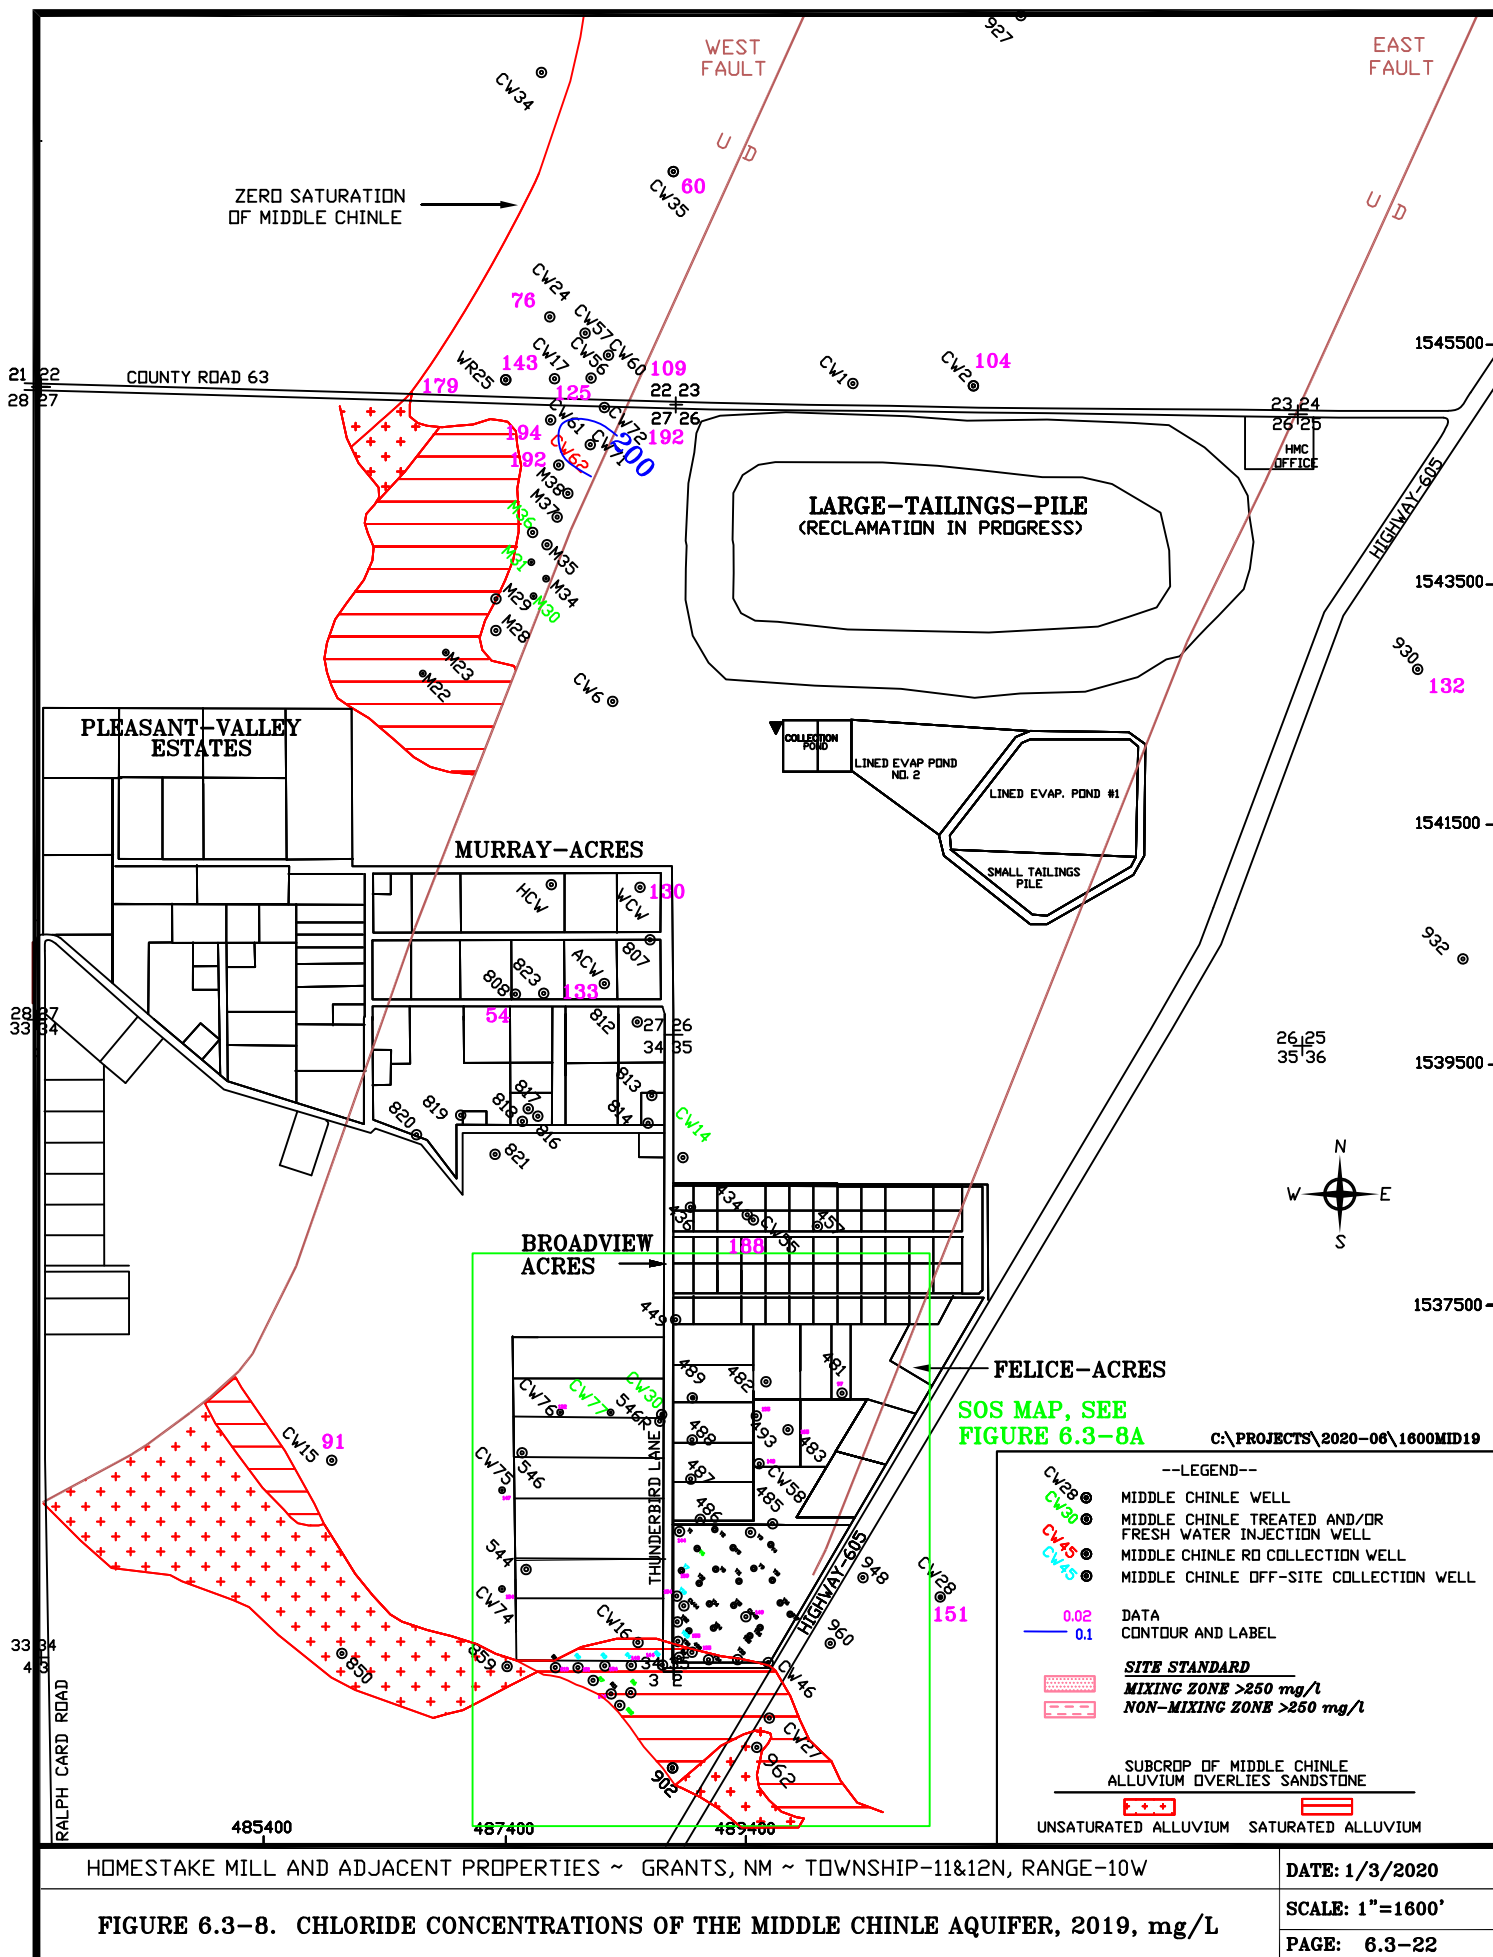 927
WEST
FAULT
EAST
FAULT
CW34
U D
ZERO SATURATION
OF MIDDLE CHINLE
60
CW35
U D
CW24
76
CW57
CW60
1545500
21 22
28 27
COUNTY ROAD 63
WR25
143
CW17
CW56
109
CW1
CW2
104
179
125
22 23
27 26
23 24
26 25
CW61
CW72
194
192
CW62
CW71
200
192
HMC
OFFICE
M38
M37
LARGE-TAILINGS-PILE
(RECLAMATION IN PROGRESS)
HIGHWAY-605
M36
M35
M31
M34
M30
M29
M28
1543500
M23
M22
CW6
930
132
PLEASANT-VALLEY
ESTATES
COLLECTION
POND
LINED EVAP POND
NO. 2
LINED EVAP. POND #1
1541500
SMALL TAILINGS
PILE
MURRAY-ACRES
HCW
WCW
130
807
932
808
823
ACW
133
54
812
28 27
33 34
27 26
34 35
26 25
35 36
1539500
820
819
818
817
816
813
814
821
CW14
N
W E
S
436
434
CW55
457
188
BROADVIEW
ACRES
1537500
449
FELICE-ACRES
489
482
481
CW76
CW77
CW30
546R
493
483
SOS MAP, SEE
FIGURE 6.3-8A
C:\PROJECTS\2020-06\1600MID19
CW15
91
CW75
546
488
487
CW58
486
485
THUNDERBIRD LANE
544
CW74
HIGHWAY-605
948
CW28
151
CW16
960
859
850
33 34
4 3
34 35
3 2
CW46
CW27
962
902
RALPH CARD ROAD
--LEGEND--
CW28 MIDDLE CHINLE WELL
CW30 MIDDLE CHINLE TREATED AND/OR
FRESH WATER INJECTION WELL
CW45 MIDDLE CHINLE RO COLLECTION WELL
CW45 MIDDLE CHINLE OFF-SITE COLLECTION WELL
0.02 DATA
0.1 CONTOUR AND LABEL
SITE STANDARD
MIXING ZONE >250 mg/l
NON-MIXING ZONE >250 mg/l
SUBCROP OF MIDDLE CHINLE
ALLUVIUM OVERLIES SANDSTONE
UNSATURATED ALLUVIUM SATURATED ALLUVIUM
485400
487400
489400
HOMESTAKE MILL AND ADJACENT PROPERTIES ~ GRANTS, NM ~ TOWNSHIP-11&12N, RANGE-10W
DATE: 1/3/2020
SCALE: 1"=1600'
FIGURE 6.3-8. CHLORIDE CONCENTRATIONS OF THE MIDDLE CHINLE AQUIFER, 2019, mg/L
PAGE: 6.3-22